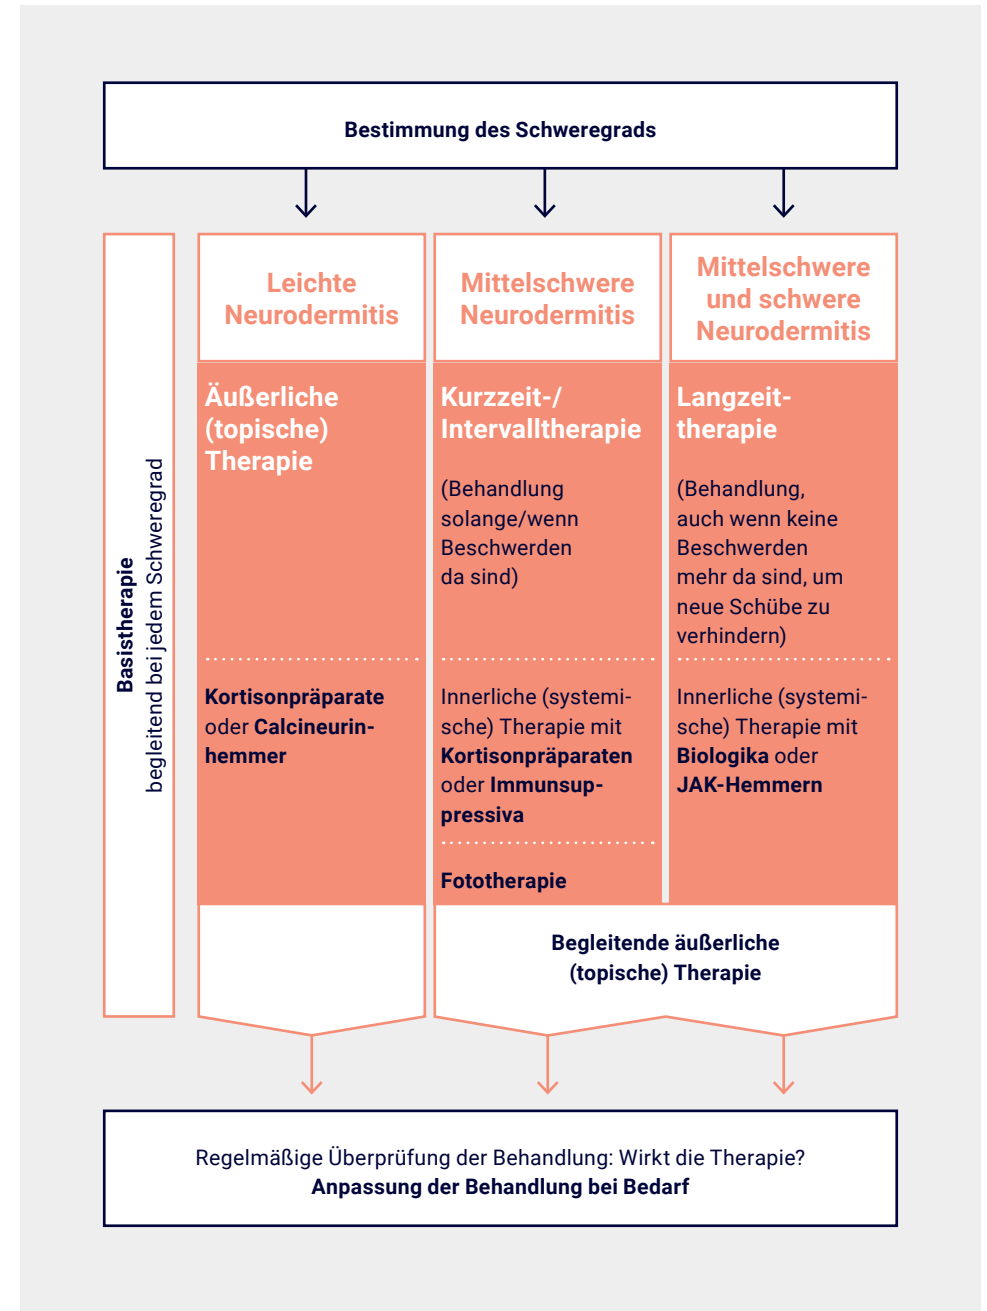 Bestimmung des Schweregrads
Basistherapie
begleitend bei jedem Schweregrad
Leichte
Neurodermitis
Äußerliche
(topische)
Therapie
Kortisonpräparate
oder Calcineurin-
hemmer
Mittelschwere
Neurodermitis
Kurzzeit-/
Intervalltherapie
(Behandlung
solange/wenn
Beschwerden
da sind)
Innerliche (systemi-
sche) Therapie mit
Kortisonpräparaten
oder Immunsup-
pressiva
Fototherapie
Mittelschwere
und schwere
Neurodermitis
Langzeit-
therapie
(Behandlung,
auch wenn keine
Beschwerden
mehr da sind, um
neue Schübe zu
verhindern)
Innerliche (systemi-
sche) Therapie mit
Biologika oder
JAK-Hemmern
Begleitende äußerliche
(topische) Therapie
Regelmäßige Überprüfung der Behandlung: Wirkt die Therapie?
Anpassung der Behandlung bei Bedarf